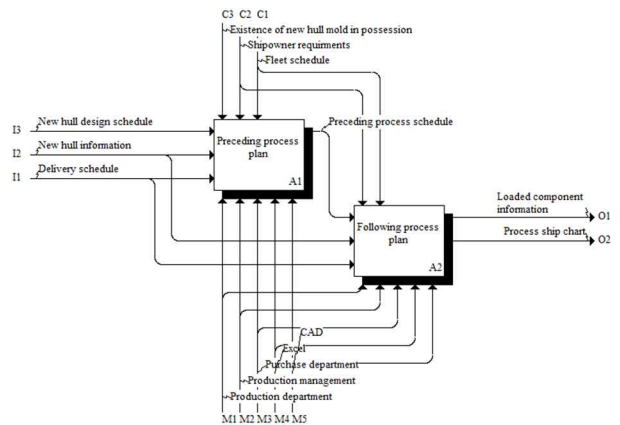 C3 C2 C1
Existence of new hull mold in possession
Shipowner requirments
Fleet schedule
New hull design schedule
I3
New hull information
I2
Delivery schedule
I1
Preceding process
plan
A1
Preceding process schedule
Following process
plan
A2
Loaded component
information
O1
Process ship chart
O2
CAD
Excel
Purchase department
Production management
Production department
M1 M2 M3 M4 M5